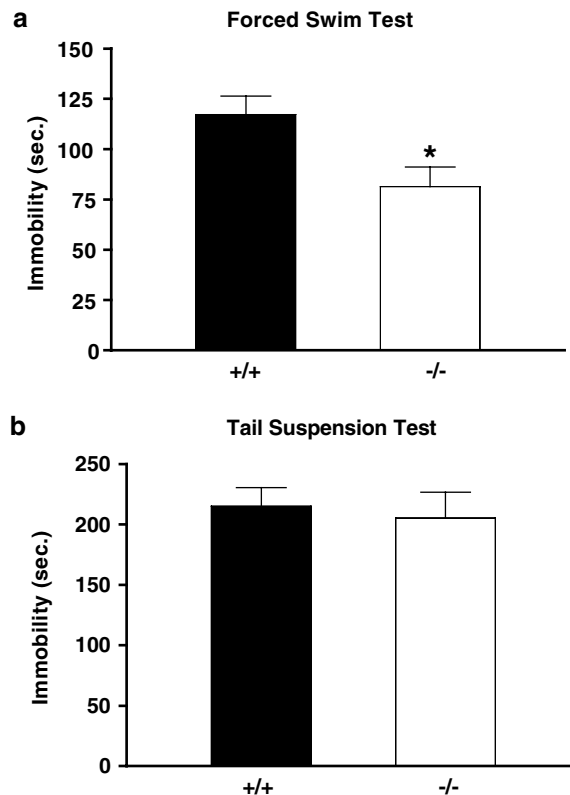 a
Forced Swim Test
Immobility (sec.)
150
125
100
75
50
25
0
*
+/+ -/-
b
Tail Suspension Test
Immobility (sec.)
250
200
150
100
50
0
+/+ -/-